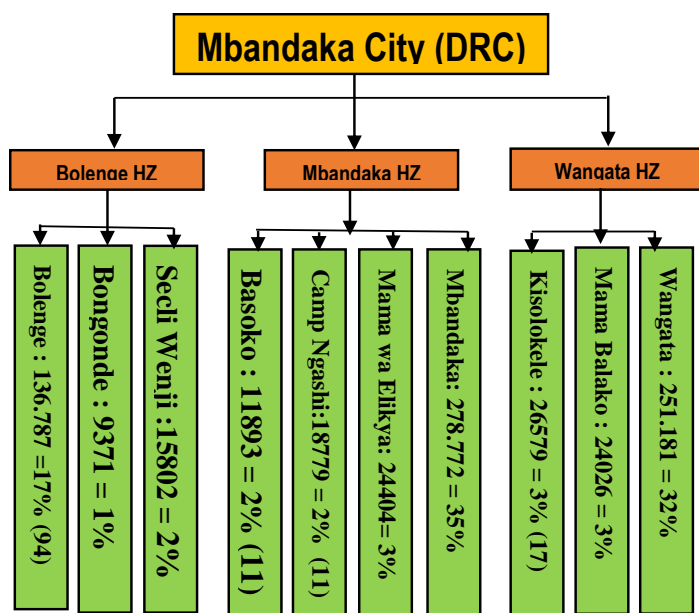 Mbandaka City (DRC)
Bolenge HZ
Mbandaka HZ
Wangata HZ
Bolenge : 136.787 =17% (94)
Bongonde : 9371 = 1%
Secli Wenji :15802 = 2%
Basoko : 11893 = 2% (11)
Camp Ngashi:18779 = 2% (11)
Mama wa Elikya: 24404= 3%
Mbandaka: 278.772 = 35%
Kisolokele : 26579 = 3% (17)
Mama Balako : 24026 = 3%
Wangata : 251.181 = 32%